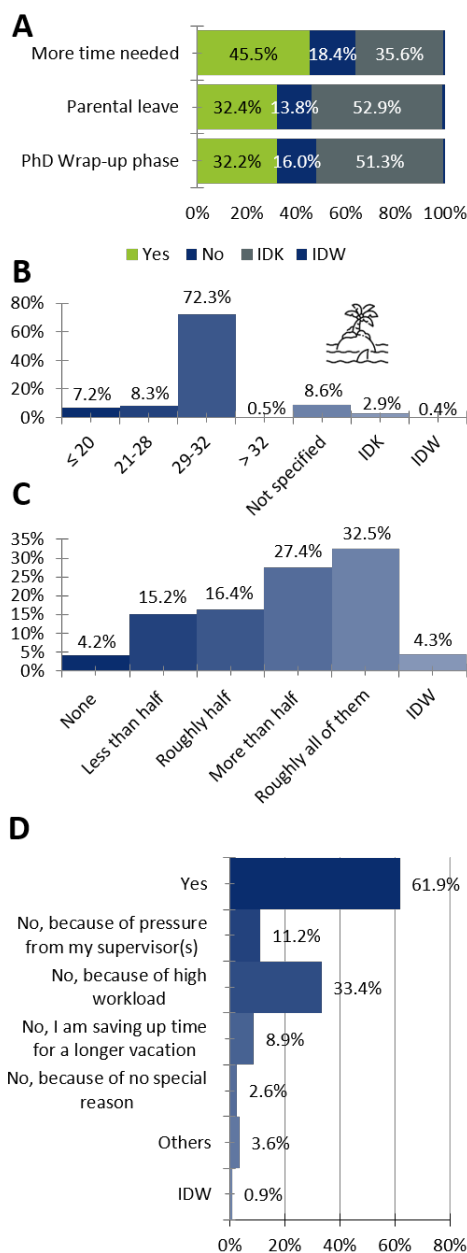 A
More time needed
45.5% 18.4% 35.6%
Parental leave
32.4% 13.8% 52.9%
PhD Wrap-up phase
32.2% 16.0% 51.3%
0% 20% 40% 60% 80% 100%
Yes No IDK IDW
B
80%
60%
40%
20%
0%
7.2% 8.3% 72.3% 0.5% 8.6% 2.9% 0.4%
≤ 20 21-28 29-32 > 32 Not specified IDK IDW
C
35%
30%
25%
20%
15%
10%
5%
0%
4.2% 15.2% 16.4% 27.4% 32.5% 4.3%
None Less than half Roughly half More than half Roughly all of them IDW
D
Yes
61.9%
No, because of pressure
from my supervisor(s)
11.2%
No, because of high
workload
33.4%
No, I am saving up time
for a longer vacation
8.9%
No, because of no special
reason
2.6%
Others
3.6%
IDW
0.9%
0% 20% 40% 60% 80%